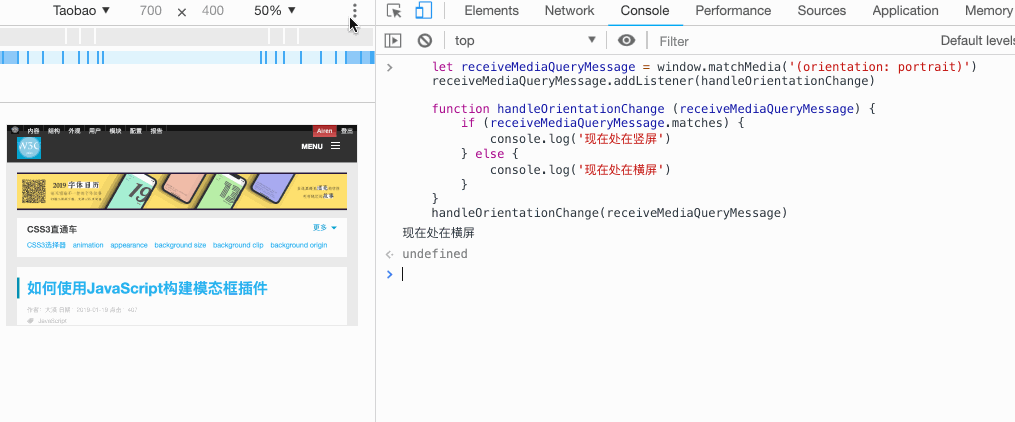 Taobao ▼ 700 × 400 50% ▼
Elements Network Console Performance Sources Application Memory
top ▼ Filter Default levels
let receiveMediaQueryMessage = window.matchMedia('(orientation: portrait)')
receiveMediaQueryMessage.addListener(handleOrientationChange)
function handleOrientationChange (receiveMediaQueryMessage) {
if (receiveMediaQueryMessage.matches) {
console.log('现在处在竖屏')
} else {
console.log('现在处在横屏')
}
}
handleOrientationChange(receiveMediaQueryMessage)
现在处在横屏
undefined
内容 结构 外观 用户 模块 配置 报告 Airen 登出
W3C MENU
2019 字体日历
CSS3直通车 更多
CSS3选择器 animation appearance background size background clip background origin
如何使用JavaScript构建模态框插件
作者：大漠 日期：2019-01-19 点击：407
JavaScript